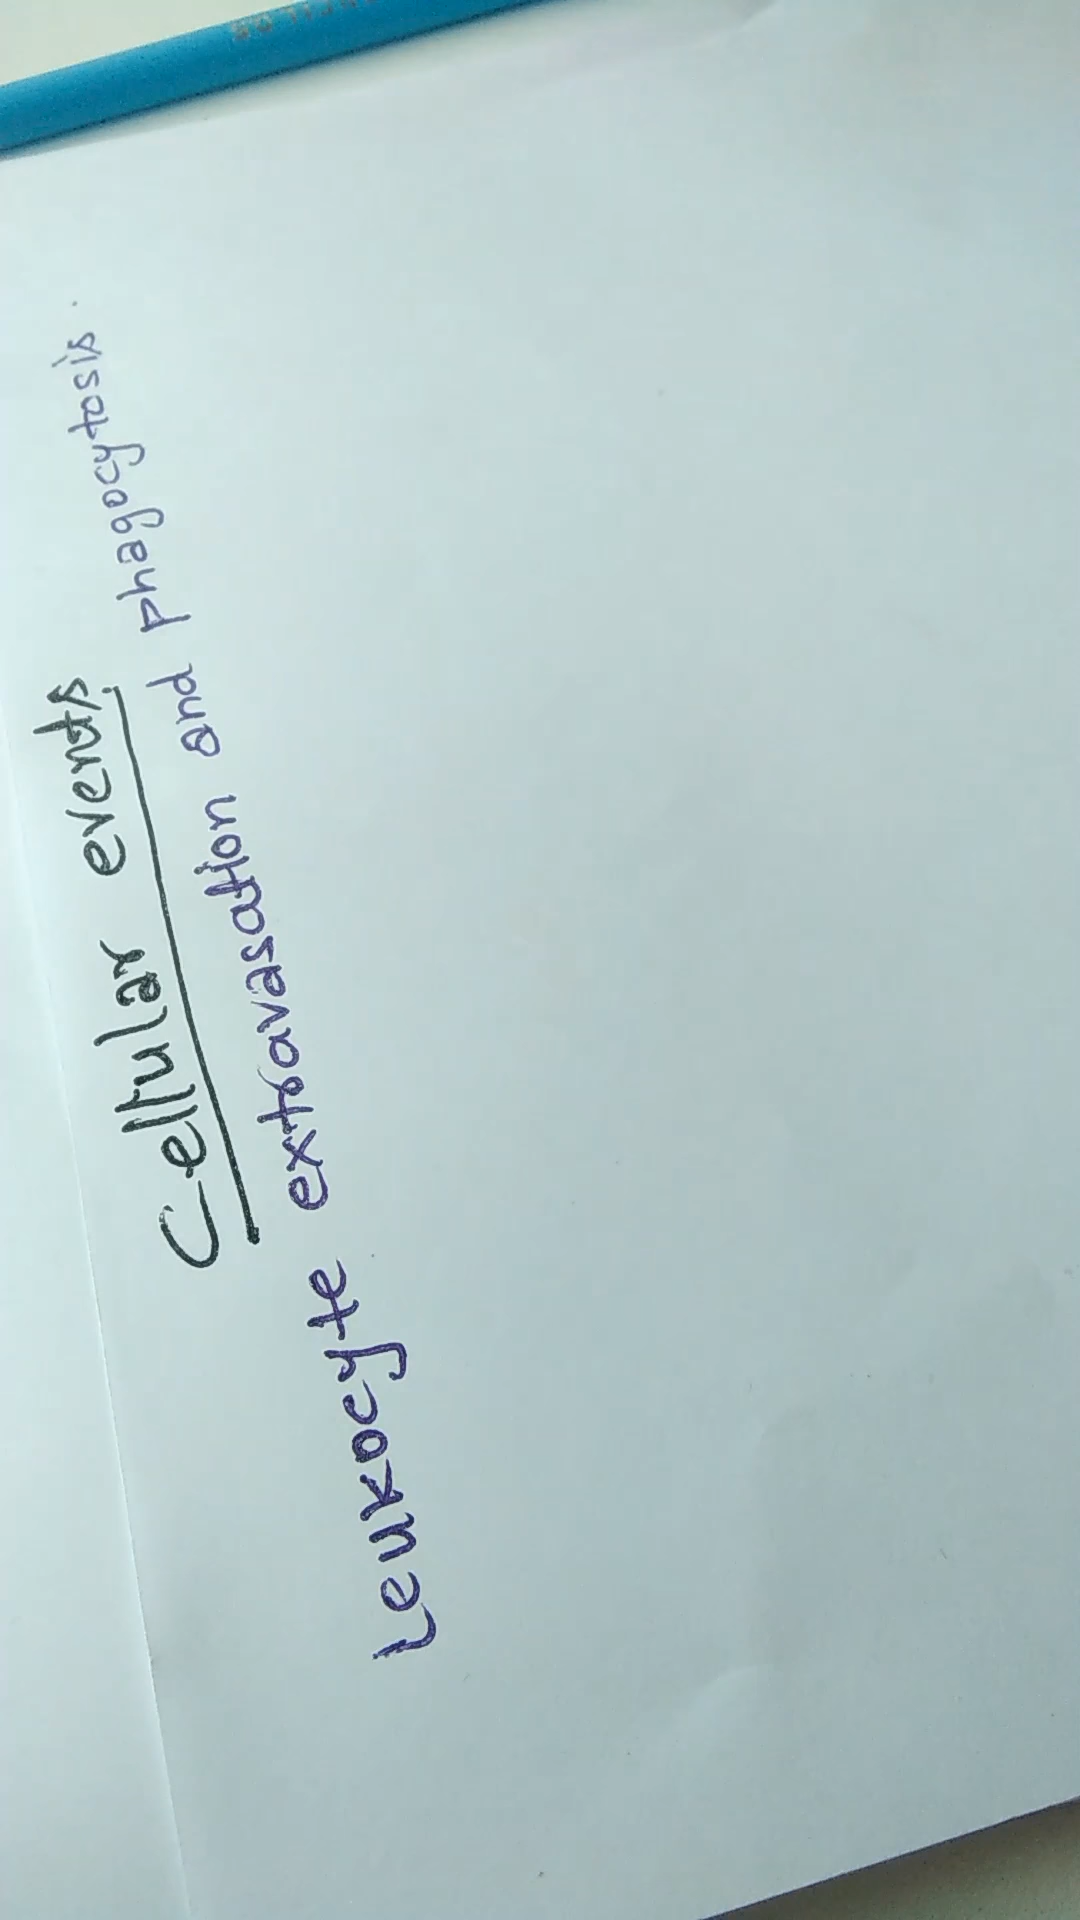 Cellular events
Leukocyte extravasation and phagocytosis.